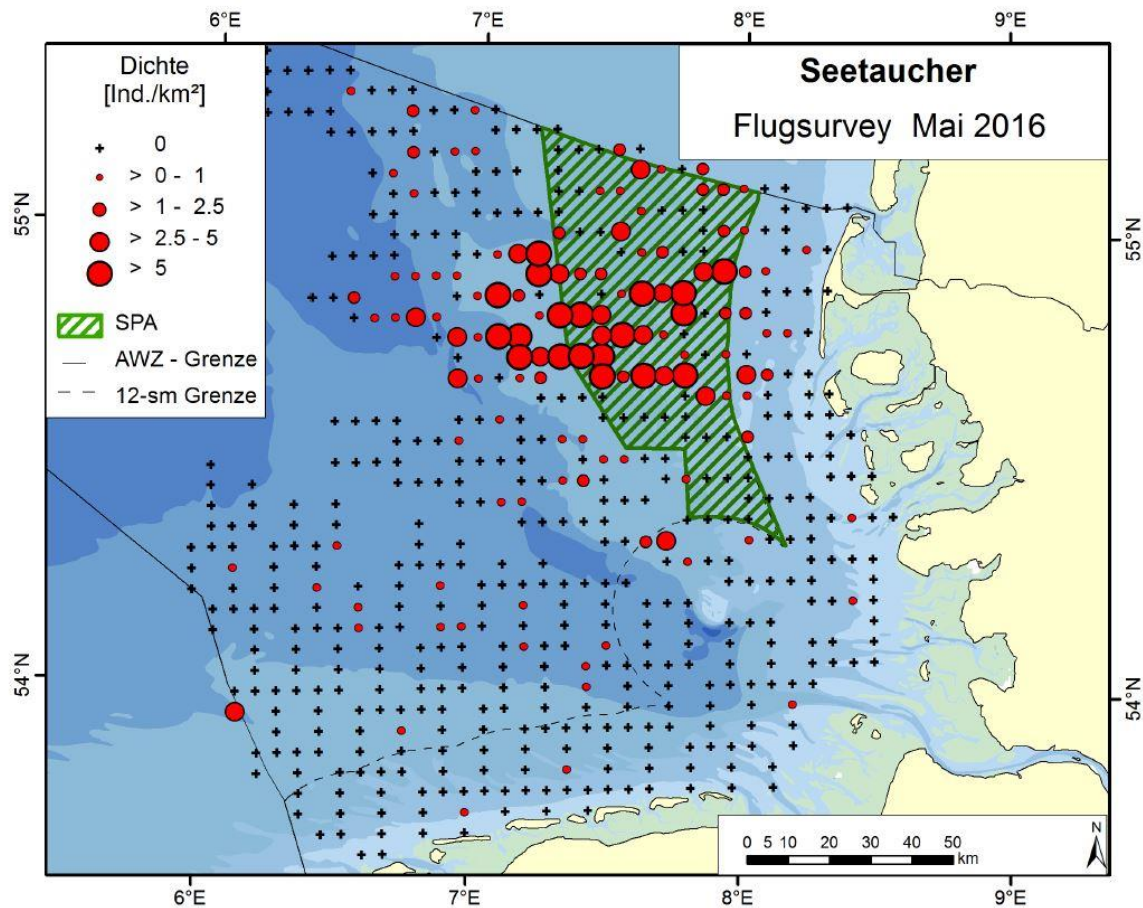 6°E 7°E 8°E 9°E
Dichte
[Ind./km²]
0
> 0 - 1
> 1 - 2.5
> 2.5 - 5
> 5
SPA
AWZ - Grenze
12-sm Grenze
Seetaucher
Flugsurvey Mai 2016
55°N
55°N
54°N
54°N
N
0 5 10 20 30 40 50
km
6°E 7°E 8°E 9°E